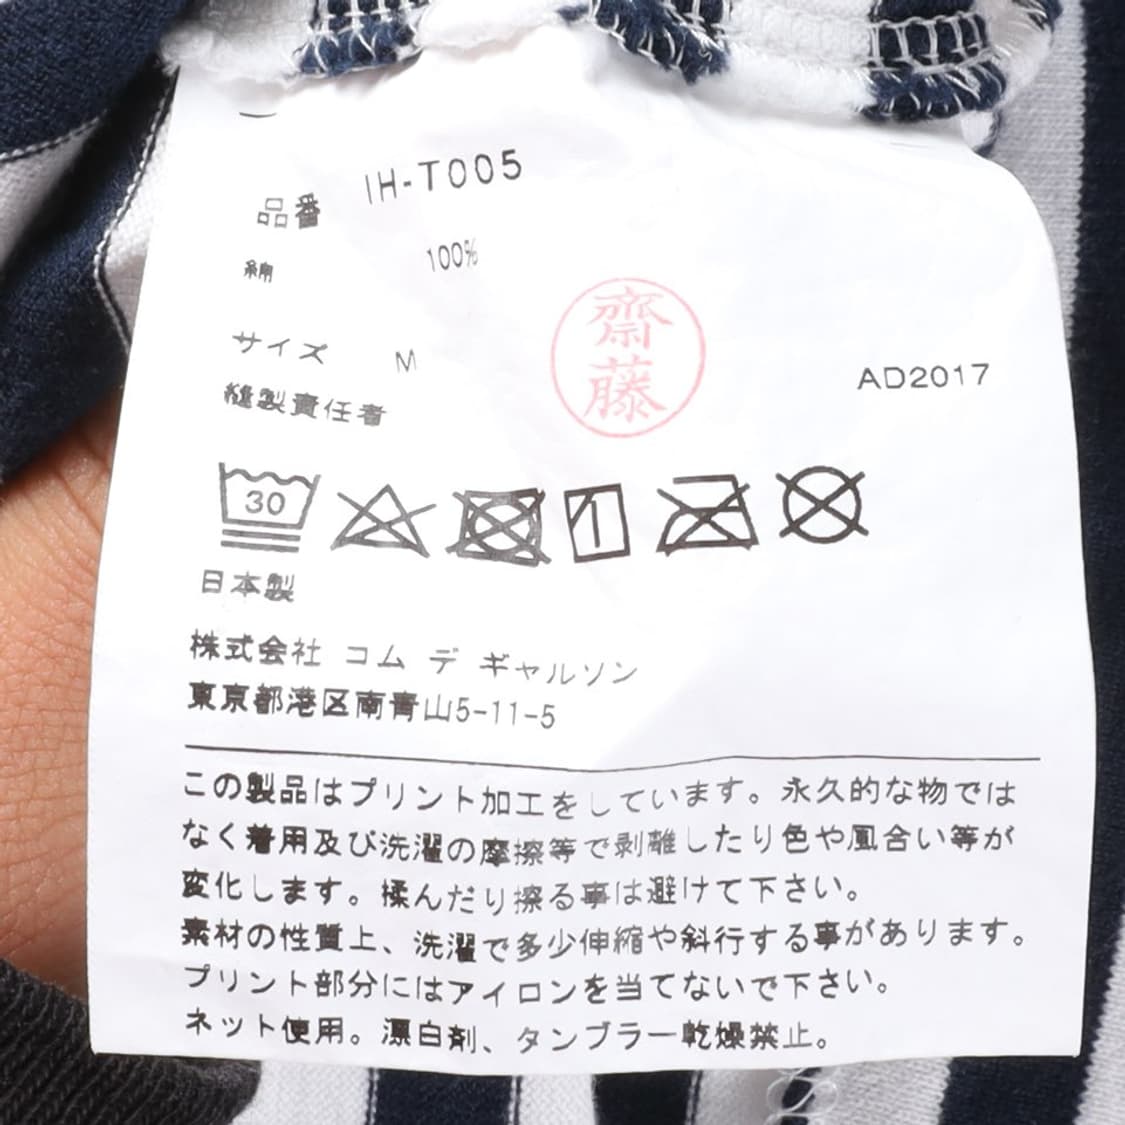 品番 IH-T005
綿 100%
サイズ M
縫製責任者
齋藤
AD2017
30
日本製
株式会社 コム デ ギャルソン
東京都港区南青山5-11-5
この製品はプリント加工をしています。永久的な物では
なく着用及び洗濯の摩擦等で剥離したり色や風合い等が
変化します。揉んだり擦る事は避けて下さい。
素材の性質上、洗濯で多少伸縮や斜行する事があります。
プリント部分にはアイロンを当てないで下さい。
ネット使用。漂白剤、タンブラー乾燥禁止。